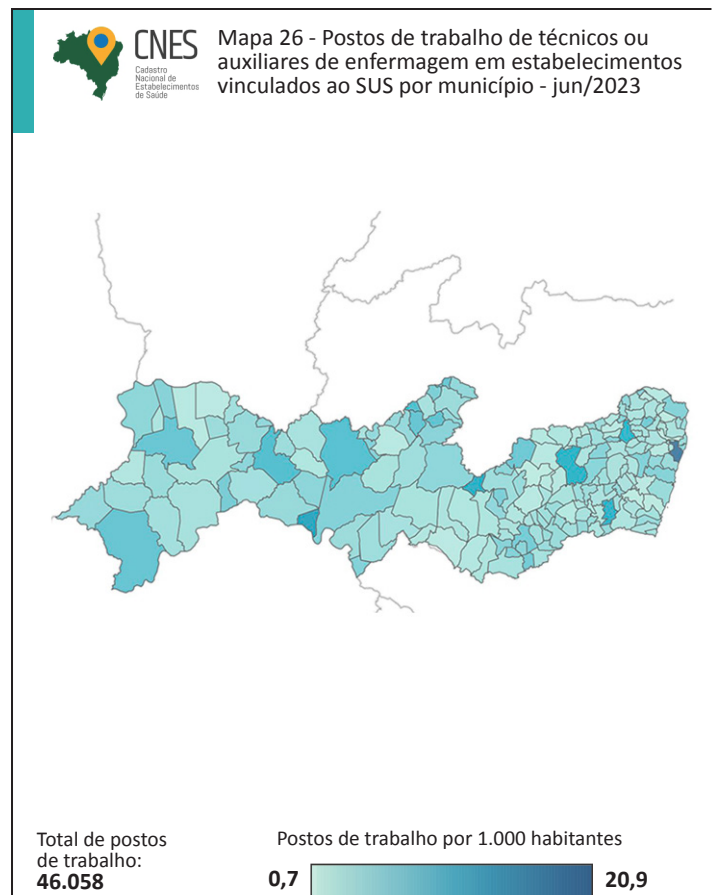 CNES
Cadastro
Nacional de
Estabelecimentos
de Saúde
Mapa 26 - Postos de trabalho de técnicos ou
auxiliares de enfermagem em estabelecimentos
vinculados ao SUS por município - jun/2023
Total de postos
de trabalho:
46.058
Postos de trabalho por 1.000 habitantes
0,7
20,9